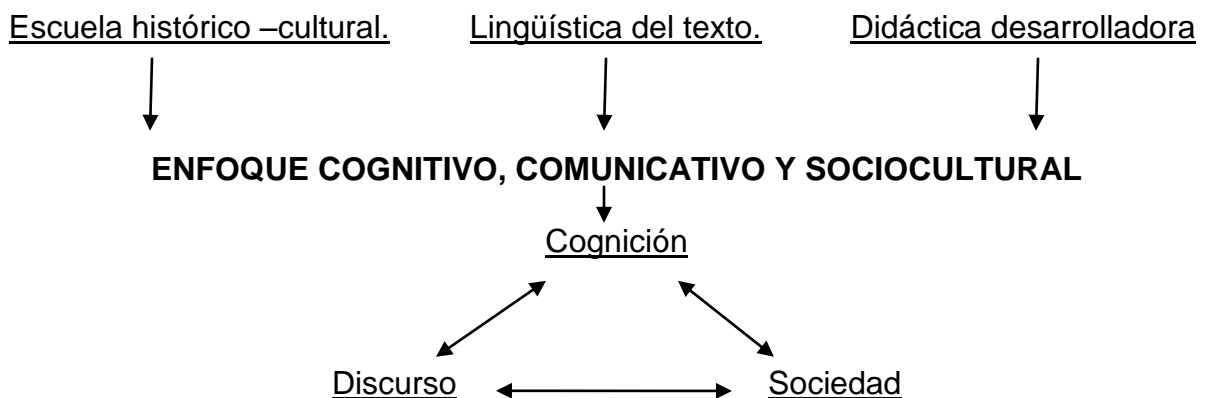 Escuela histórico –cultural. Lingüística del texto. Didáctica desarrolladora
ENFOQUE COGNITIVO, COMUNICATIVO Y SOCIOCULTURAL
Cognición
Discurso Sociedad